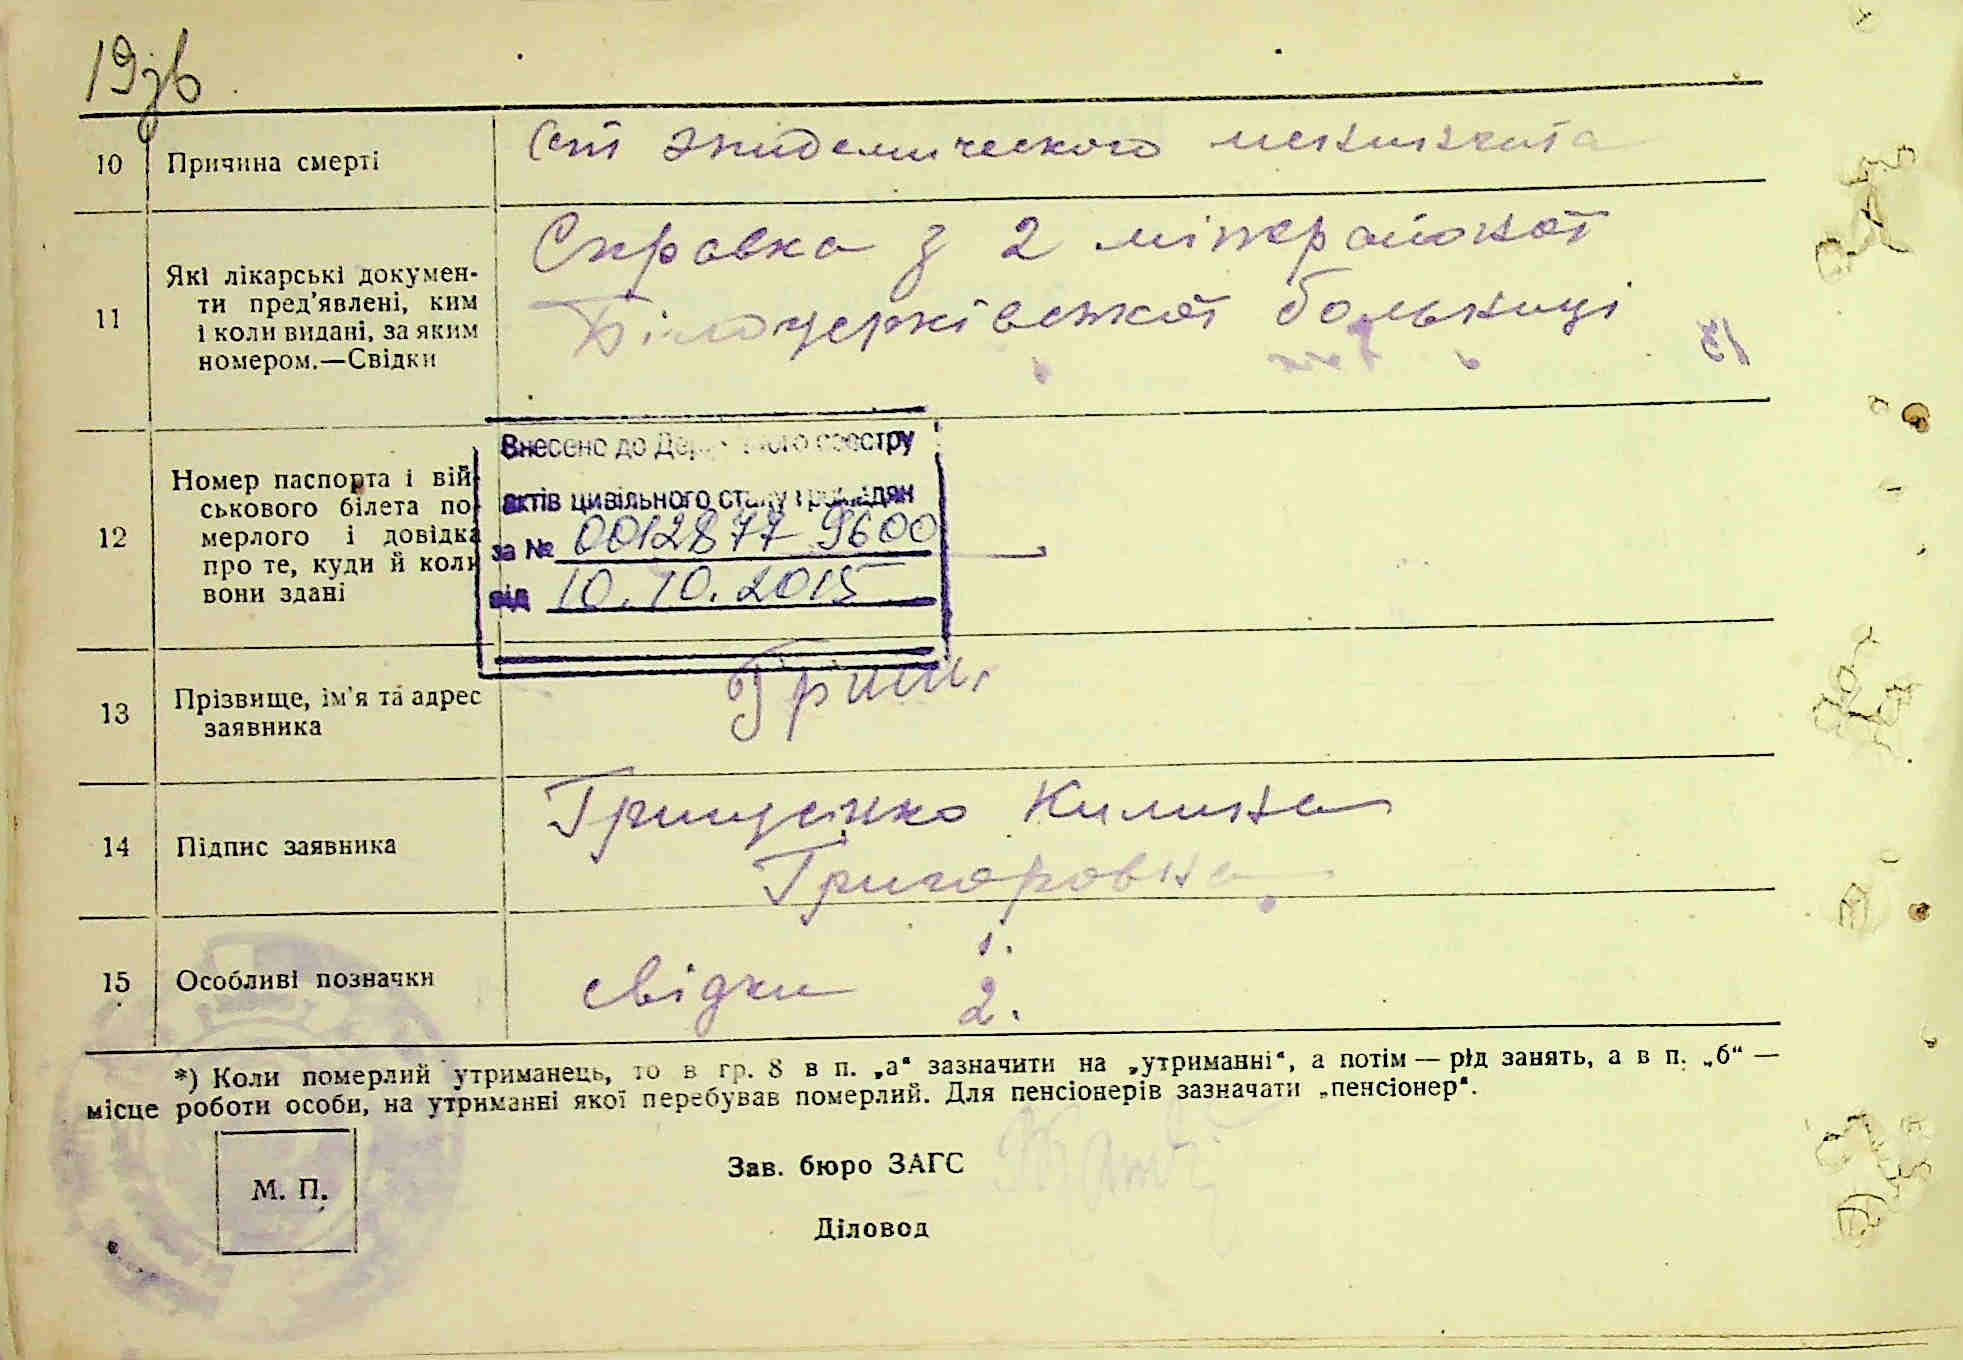 19зв
10 Причина смерті
От эпидемического менингита
11 Які лікарські докумен-
ти пред'явлені, ким
і коли видані, за яким
номером.—Свідки
Справка з 2 міжрайоної
Білоцерківської больниці
12 Номер паспорта і вій-
ськового білета по-
мерлого і довідка
про те, куди й коли
вони здані
Внесено до Державного реєстру
актів цивільного стану громадян
за № 0012877 9600
від 10.10.2015
13 Прізвище, ім'я та адрес
заявника
Грищ.
14 Підпис заявника
Грищенко Килина
Григоровна
15 Особливі позначки
1.
свідки 2.
*) Коли померлий утриманець, то в гр. 8 в п. „а“ зазначити на „утриманні“, а потім — рід занять, а в п. „б“ —
місце роботи особи, на утриманні якої перебував померлий. Для пенсіонерів зазначати „пенсіонер“.
М. П.
Зав. бюро ЗАГС
Діловод